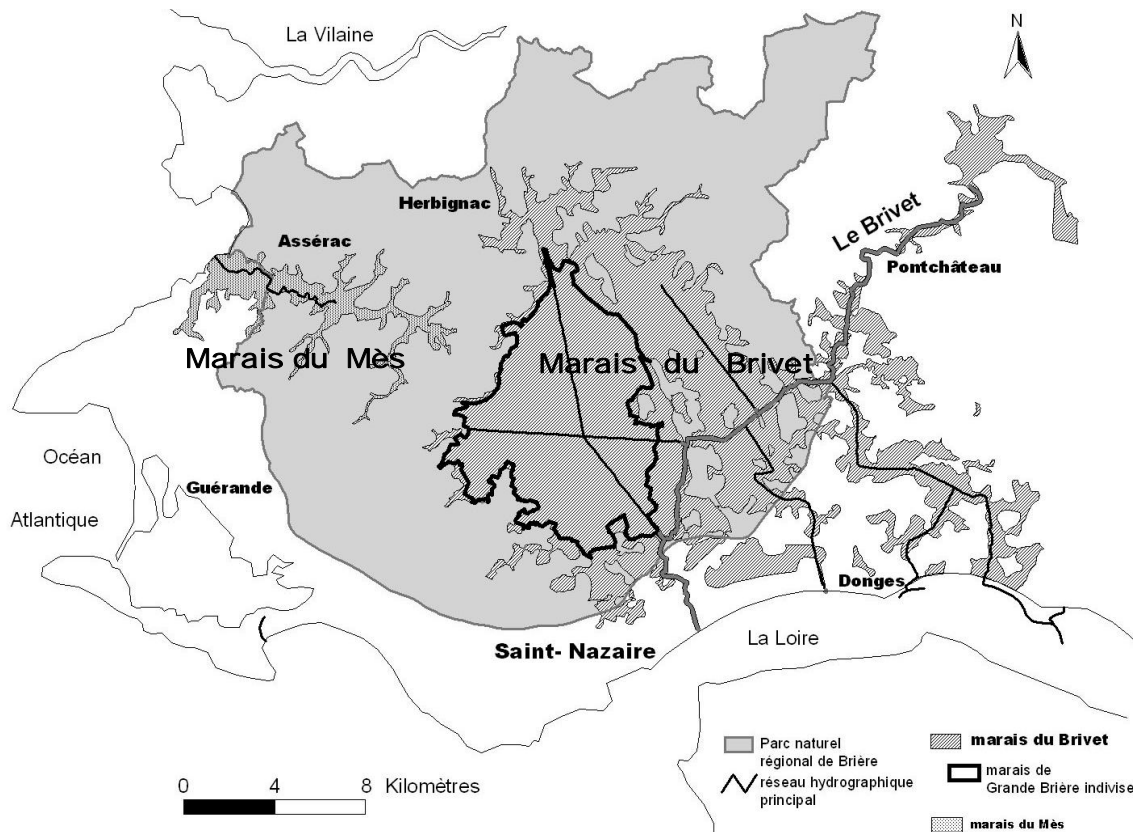 La Vilaine
N
Herbignac
Le Brivet
Assérac
Pontchâteau
Marais du Mès
Marais du Brivet
Océan
Atlantique
Guérande
Donges
Saint- Nazaire
La Loire
0 4 8 Kilomètres
Parc naturel
régional de Brière
réseau hydrographique
principal
marais du Brivet
marais de
Grande Brière indivise
marais du Mès